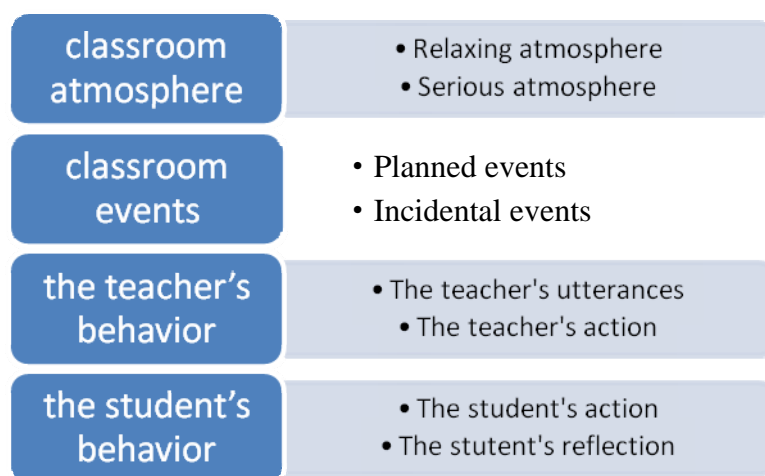 classroom
atmosphere
• Relaxing atmosphere
• Serious atmosphere
classroom
events
• Planned events
• Incidental events
the teacher's
behavior
• The teacher's utterances
• The teacher's action
the student's
behavior
• The student's action
• The stutent's reflection